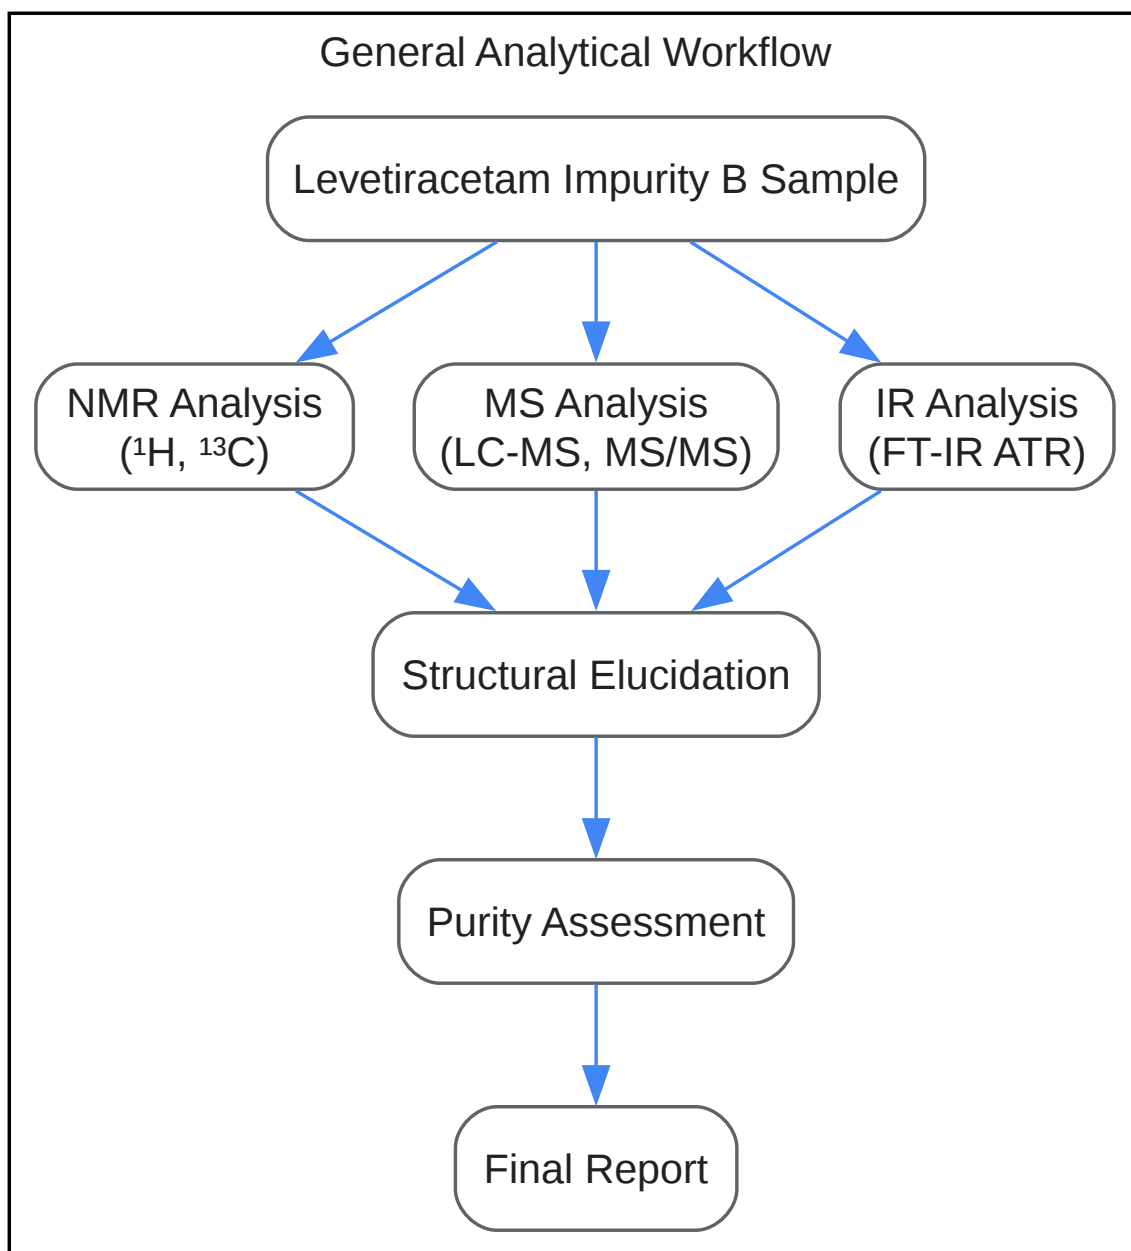 General Analytical Workflow
Levetiracetam Impurity B Sample
NMR Analysis
(¹H, ¹³C)
MS Analysis
(LC-MS, MS/MS)
IR Analysis
(FT-IR ATR)
Structural Elucidation
Purity Assessment
Final Report